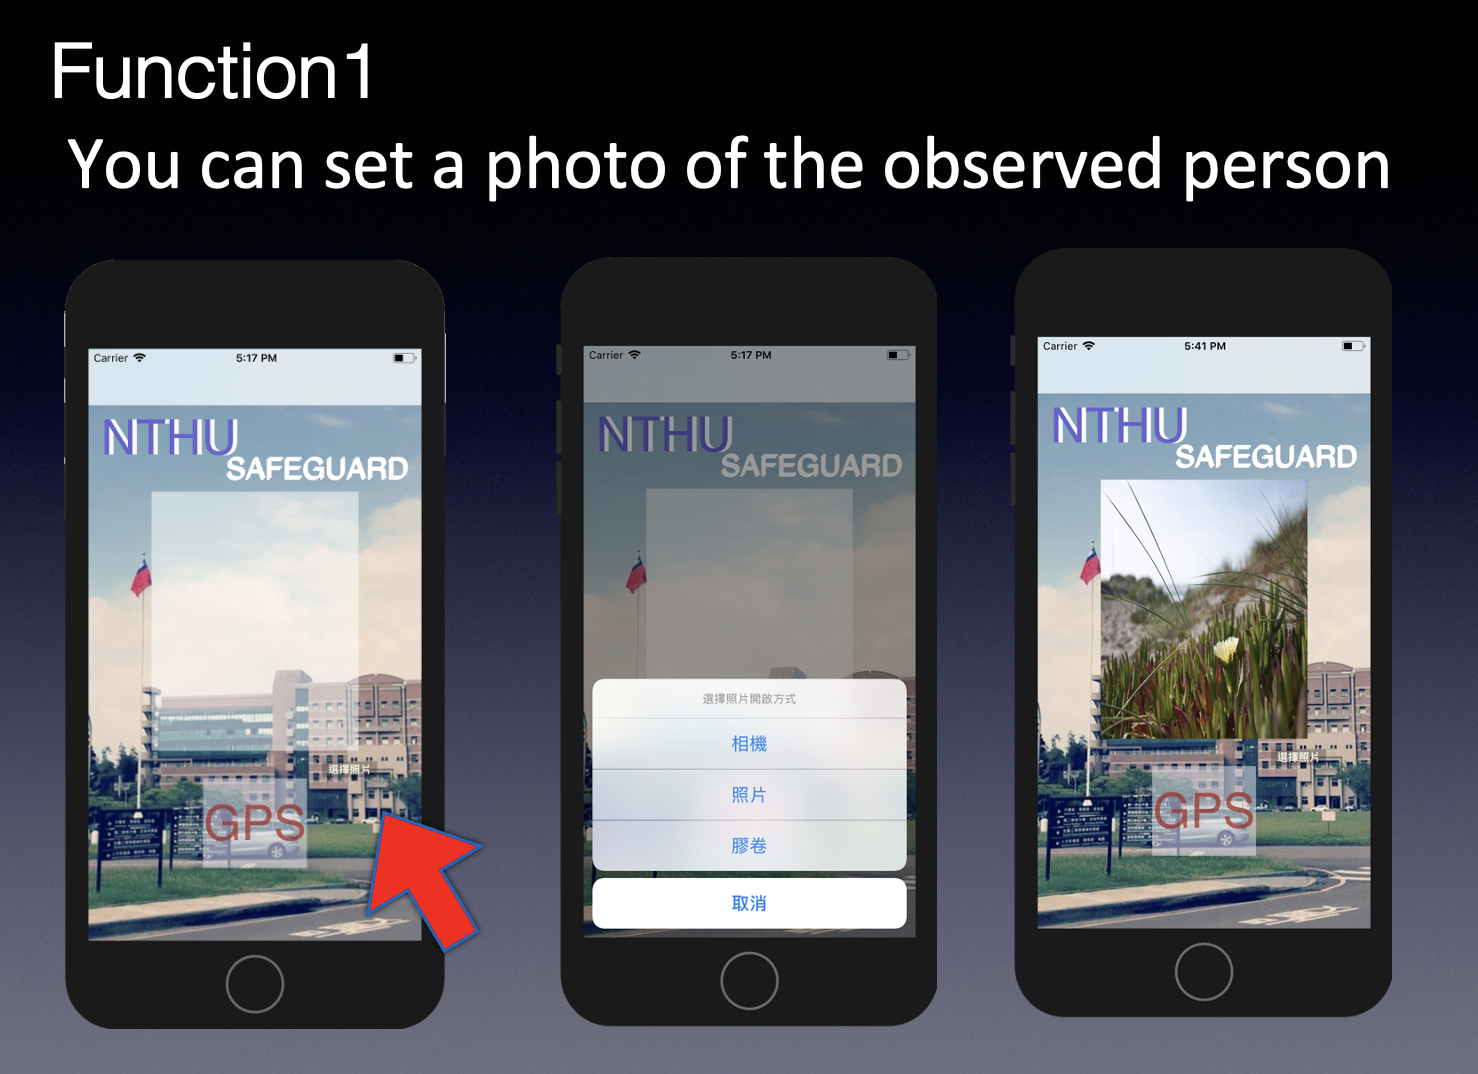 Function1
You can set a photo of the observed person
Carrier
5:17 PM
NTHU
SAFEGUARD
選擇照片
GPS
Carrier
5:17 PM
NTHU
SAFEGUARD
選擇照片開啟方式
相機
照片
膠卷
取消
Carrier
5:41 PM
NTHU
SAFEGUARD
選擇照片
GPS